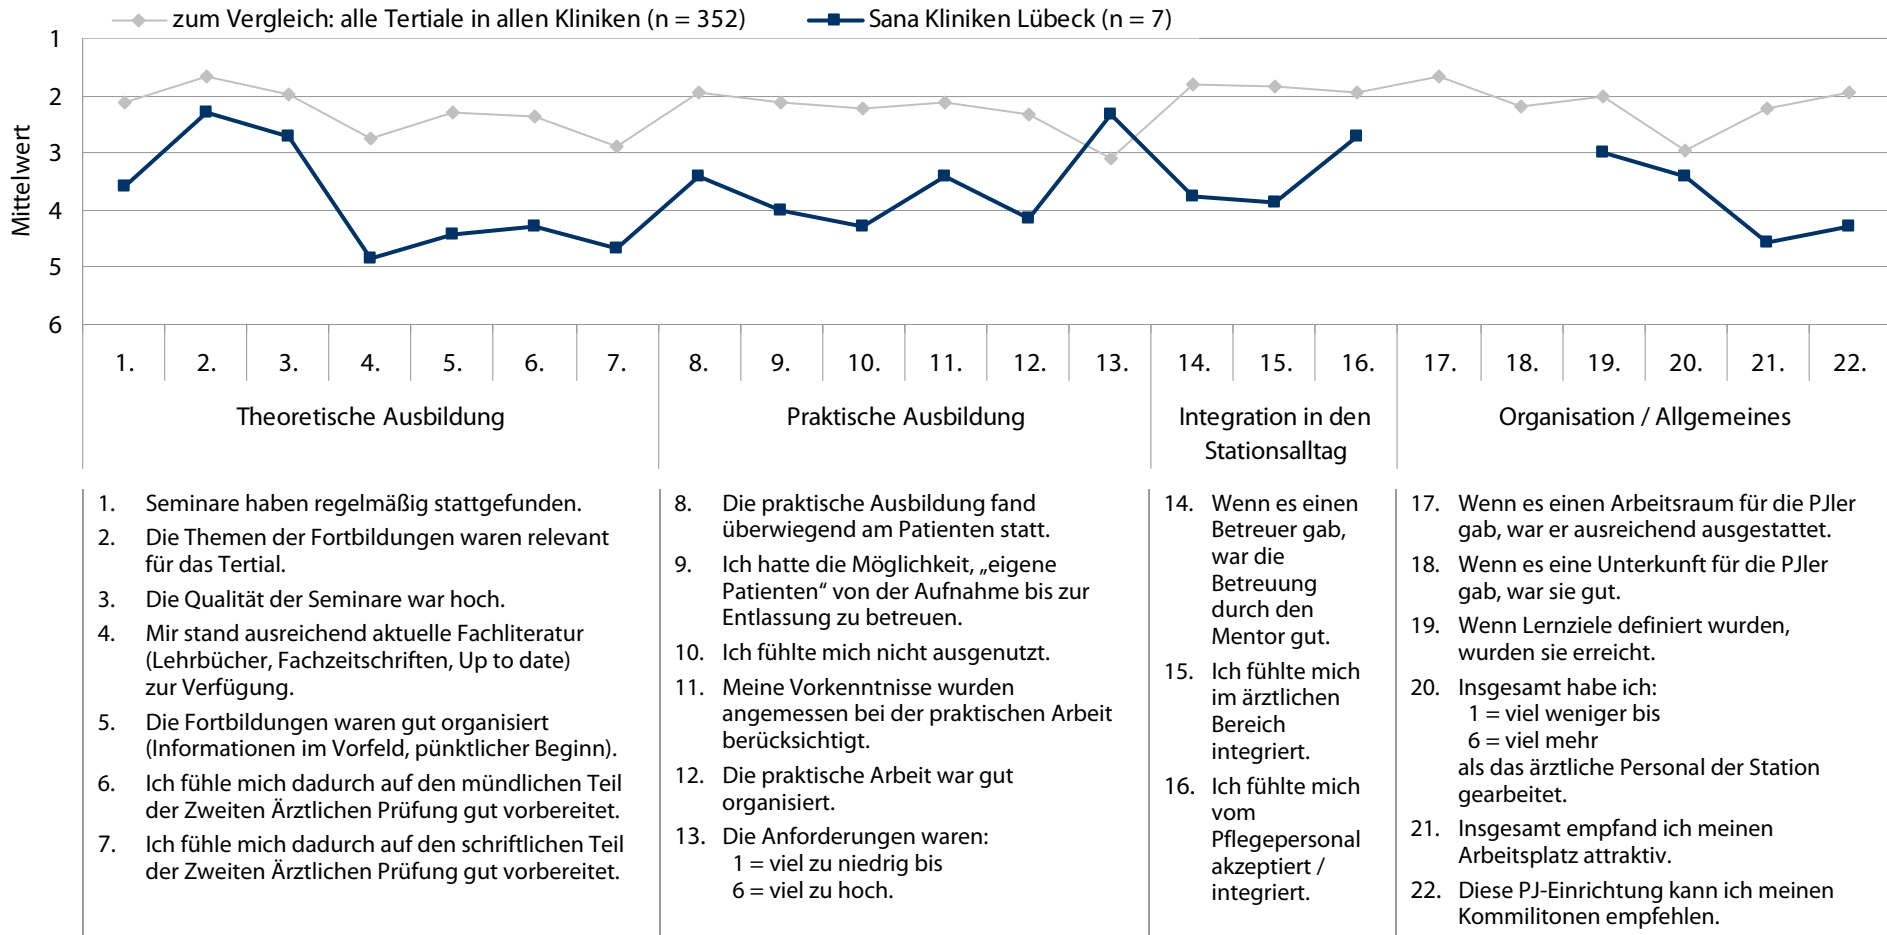 zum Vergleich: alle Tertiale in allen Kliniken (n = 352)
Sana Kliniken Lübeck (n = 7)
Mittelwert
1
2
3
4
5
6
1. 2. 3. 4. 5. 6. 7. 8. 9. 10. 11. 12. 13. 14. 15. 16. 17. 18. 19. 20. 21. 22.
Theoretische Ausbildung
Praktische Ausbildung
Integration in den
Stationsalltag
Organisation / Allgemeines
1. Seminare haben regelmäßig stattgefunden.
2. Die Themen der Fortbildungen waren relevant
für das Tertial.
3. Die Qualität der Seminare war hoch.
4. Mir stand ausreichend aktuelle Fachliteratur
(Lehrbücher, Fachzeitschriften, Up to date)
zur Verfügung.
5. Die Fortbildungen waren gut organisiert
(Informationen im Vorfeld, pünktlicher Beginn).
6. Ich fühle mich dadurch auf den mündlichen Teil
der Zweiten Ärztlichen Prüfung gut vorbereitet.
7. Ich fühle mich dadurch auf den schriftlichen Teil
der Zweiten Ärztlichen Prüfung gut vorbereitet.
8. Die praktische Ausbildung fand
überwiegend am Patienten statt.
9. Ich hatte die Möglichkeit, „eigene
Patienten“ von der Aufnahme bis zur
Entlassung zu betreuen.
10. Ich fühlte mich nicht ausgenutzt.
11. Meine Vorkenntnisse wurden
angemessen bei der praktischen Arbeit
berücksichtigt.
12. Die praktische Arbeit war gut
organisiert.
13. Die Anforderungen waren:
1 = viel zu niedrig bis
6 = viel zu hoch.
14. Wenn es einen
Betreuer gab,
war die
Betreuung
durch den
Mentor gut.
15. Ich fühlte mich
im ärztlichen
Bereich
integriert.
16. Ich fühlte mich
vom
Pflegepersonal
akzeptiert /
integriert.
17. Wenn es einen Arbeitsraum für die PJler
gab, war er ausreichend ausgestattet.
18. Wenn es eine Unterkunft für die PJler
gab, war sie gut.
19. Wenn Lernziele definiert wurden,
wurden sie erreicht.
20. Insgesamt habe ich:
1 = viel weniger bis
6 = viel mehr
als das ärztliche Personal der Station
gearbeitet.
21. Insgesamt empfand ich meinen
Arbeitsplatz attraktiv.
22. Diese PJ-Einrichtung kann ich meinen
Kommilitonen empfehlen.